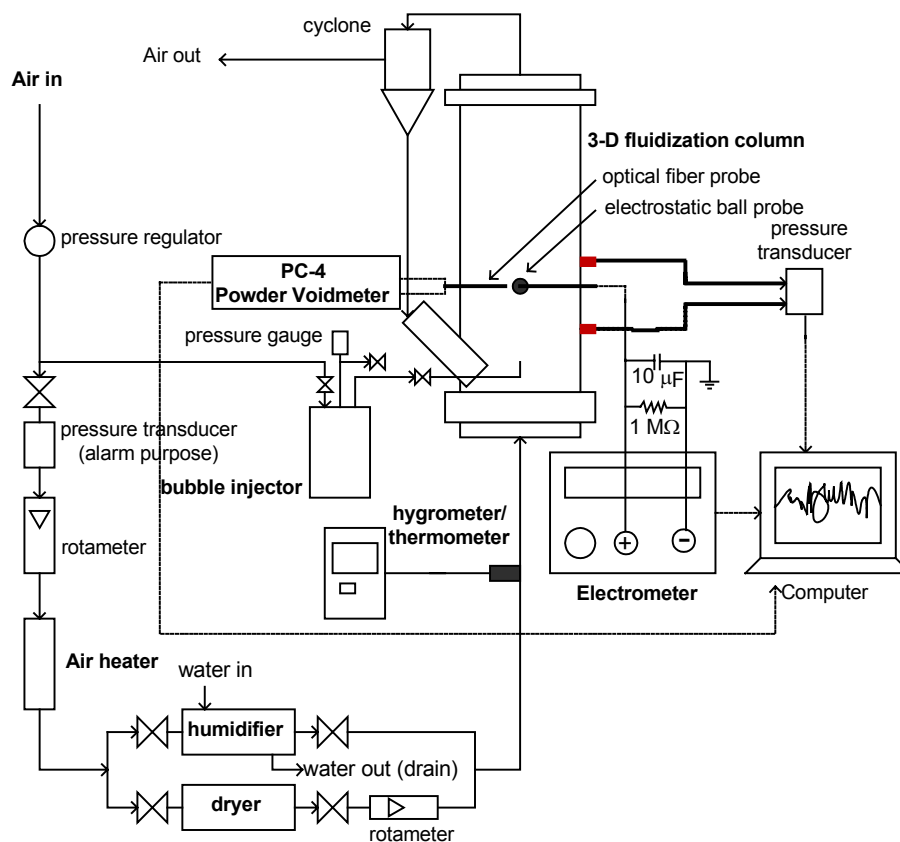 cyclone
Air out
Air in
3-D fluidization column
optical fiber probe
electrostatic ball probe
pressure
transducer
pressure regulator
PC-4
Powder Voidmeter
pressure gauge
10 μF
1 MΩ
pressure transducer
(alarm purpose)
bubble injector
hygrometer/
thermometer
rotameter
+
−
Electrometer
Computer
Air heater
water in
humidifier
water out (drain)
dryer
rotameter